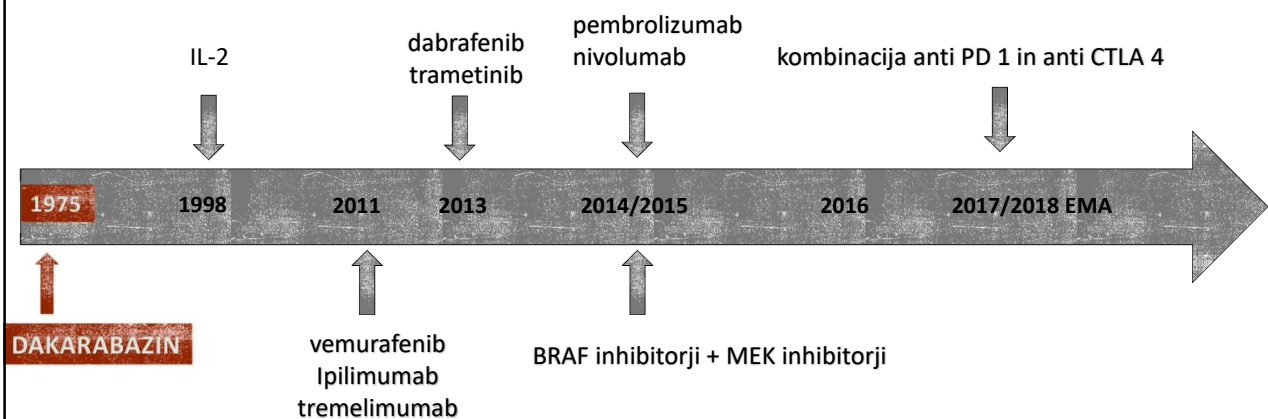 IL-2
dabrafenib
trametinib
pembrolizumab
nivolumab
kombinacija anti PD 1 in anti CTLA 4
1975
1998
2011
2013
2014/2015
2016
2017/2018 EMA
DAKARABAZIN
vemurafenib
Ipilimumab
tremelimumab
BRAF inhibitorji + MEK inhibitorji